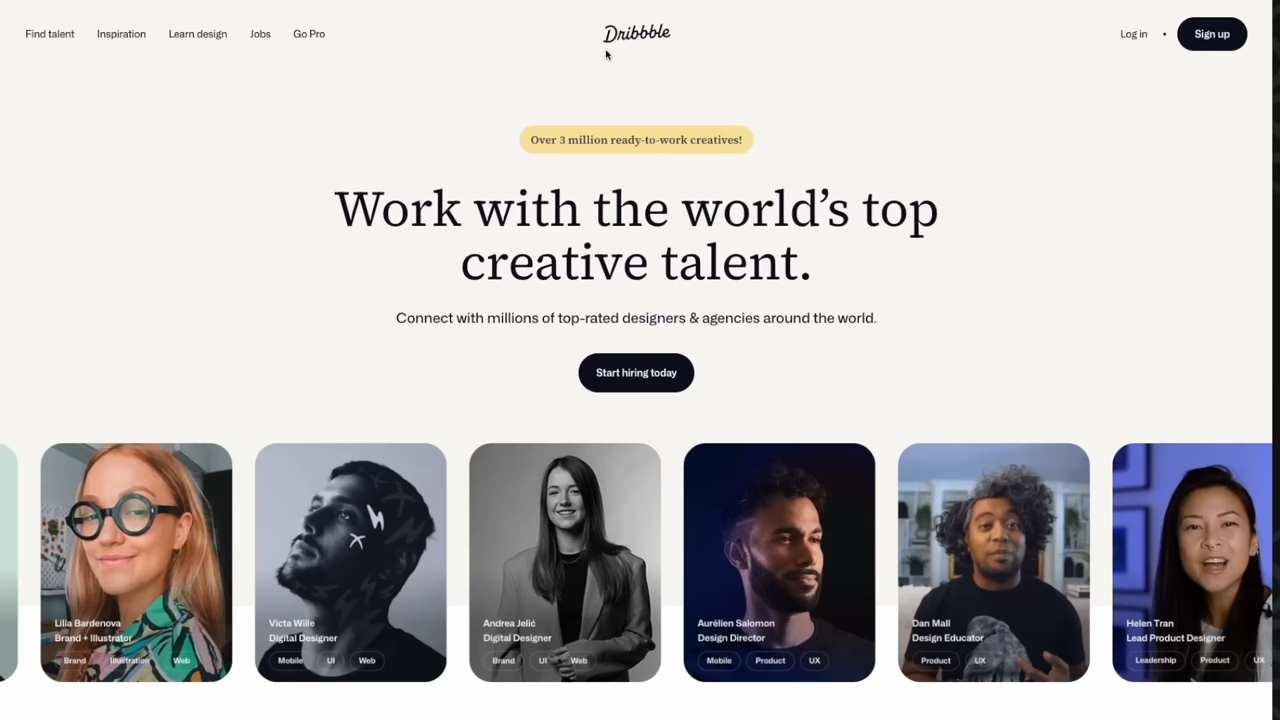 Find talent
Inspiration
Learn design
Jobs
Go Pro
Dribbble
Log in
Sign up
Over 3 million ready-to-work creatives!
Work with the world’s top
creative talent.
Connect with millions of top-rated designers & agencies around the world.
Start hiring today
Lilla Bardenova
Brand + Illustrator
Brand
Illustration
Web
Victa Wille
Digital Designer
Mobile
UI
Web
Andrea Jelić
Digital Designer
Brand
UI
Web
Aurélien Salomon
Design Director
Mobile
Product
UX
Dan Mall
Design Educator
Product
UX
Helen Tran
Lead Product Designer
Leadership
Product
UX